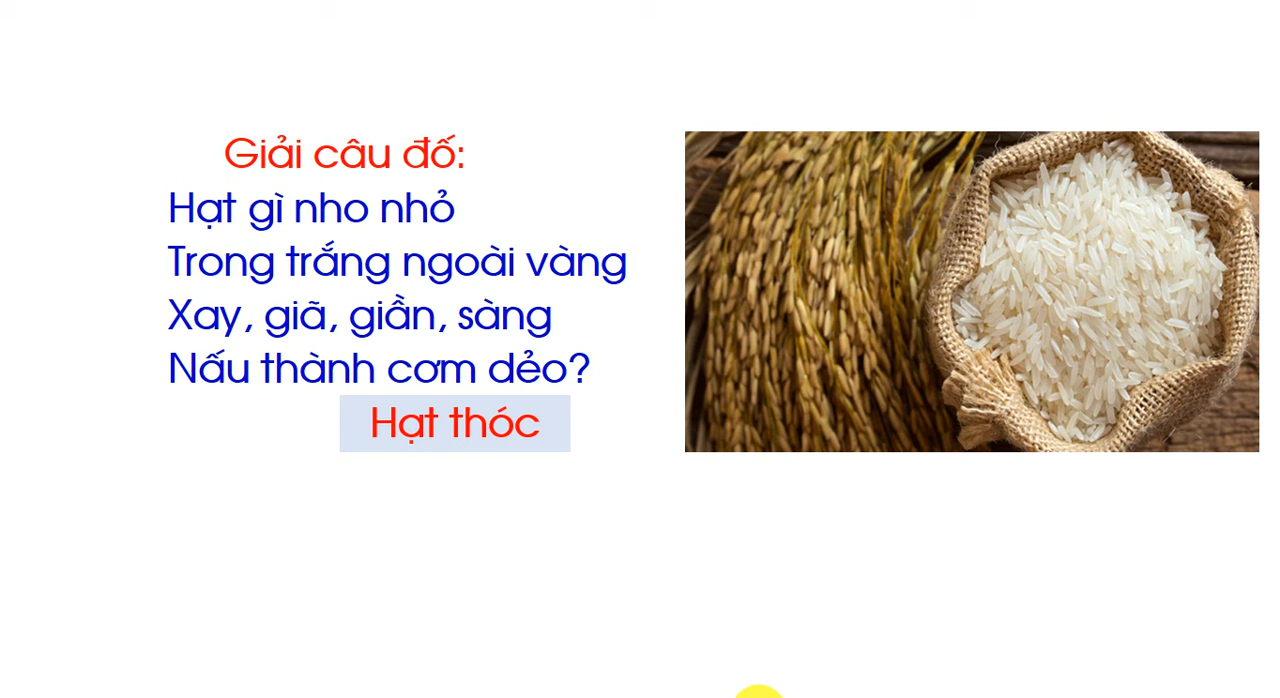 Giải câu đố:
Hạt gì nho nhỏ
Trong trắng ngoài vàng
Xay, giã, giần, sàng
Nấu thành cơm dẻo?
Hạt thóc